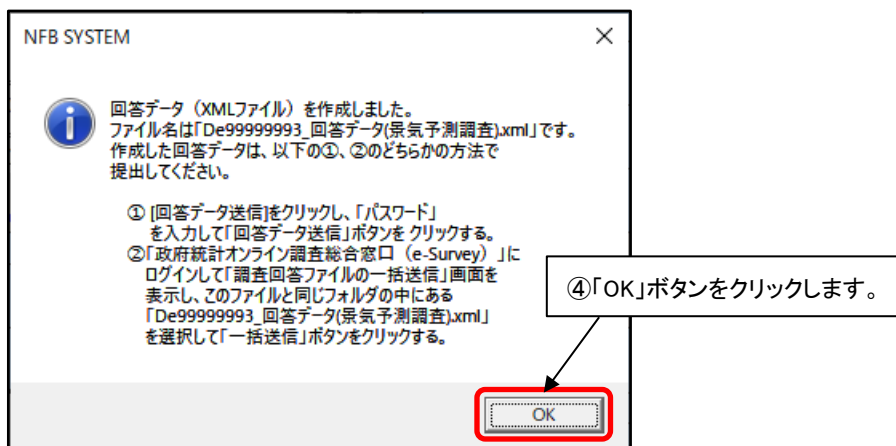 NFB SYSTEM
回答データ（XMLファイル）を作成しました。
ファイル名は「De99999993_回答データ(景気予測調査).xml」です。
作成した回答データは、以下の①、②のどちらかの方法で
提出してください。
① [回答データ送信]をクリックし、「パスワード」
を入力して「回答データ送信」ボタンを クリックする。
②「政府統計オンライン調査総合窓口（e-Survey）」に
ログインして「調査回答ファイルの一括送信」画面を
表示し、このファイルと同じフォルダの中にある
「De99999993_回答データ(景気予測調査).xml」
を選択して「一括送信」ボタンをクリックする。
④「OK」ボタンをクリックします。
OK